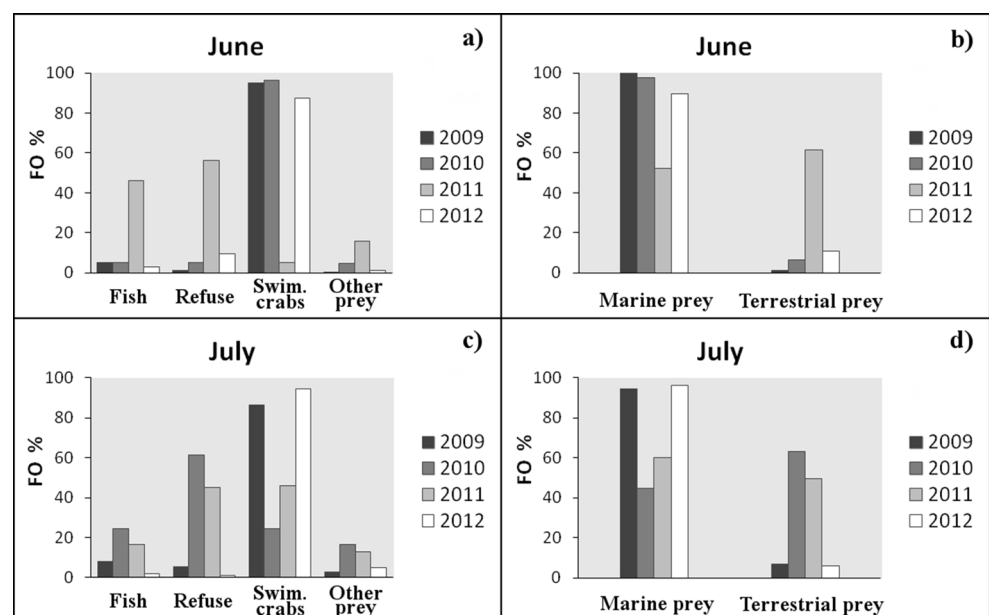 June
a)
FO %
100
80
60
40
20
0
Fish
Refuse
Swim.
crabs
Other
prey
2009
2010
2011
2012
June
b)
FO %
100
80
60
40
20
0
Marine prey
Terrestrial prey
2009
2010
2011
2012
July
c)
FO %
100
80
60
40
20
0
Fish
Refuse
Swim.
crabs
Other
prey
2009
2010
2011
2012
July
d)
FO %
100
80
60
40
20
0
Marine prey
Terrestrial prey
2009
2010
2011
2012